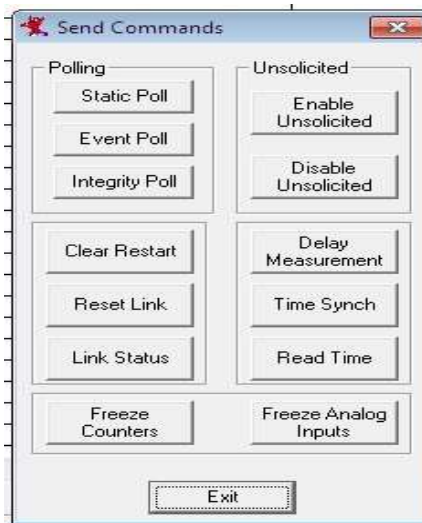 Send Commands
Polling
Static Poll
Event Poll
Integrity Poll
Unsolicited
Enable
Unsolicited
Disable
Unsolicited
Clear Restart
Reset Link
Link Status
Delay
Measurement
Time Synch
Read Time
Freeze
Counters
Freeze Analog
Inputs
Exit